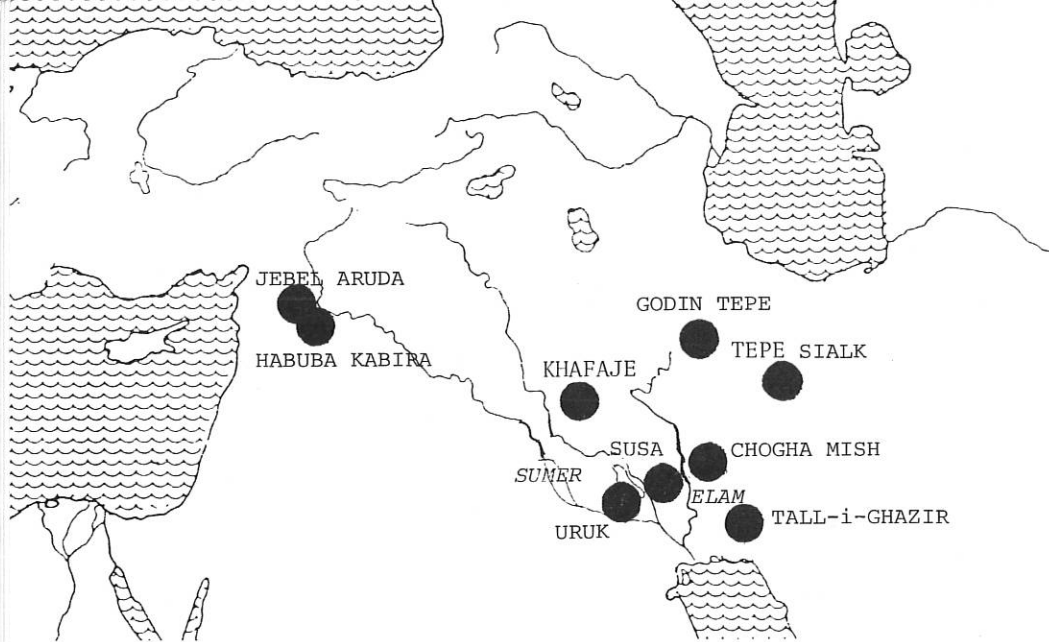 JEBEL ARUDA
HABUBA KABIRA
GODIN TEPE
TEPE SIALK
KHAFAJE
SUSA
CHOGHA MISH
SUMER
ELAM
URUK
TALL-i-GHAZIR